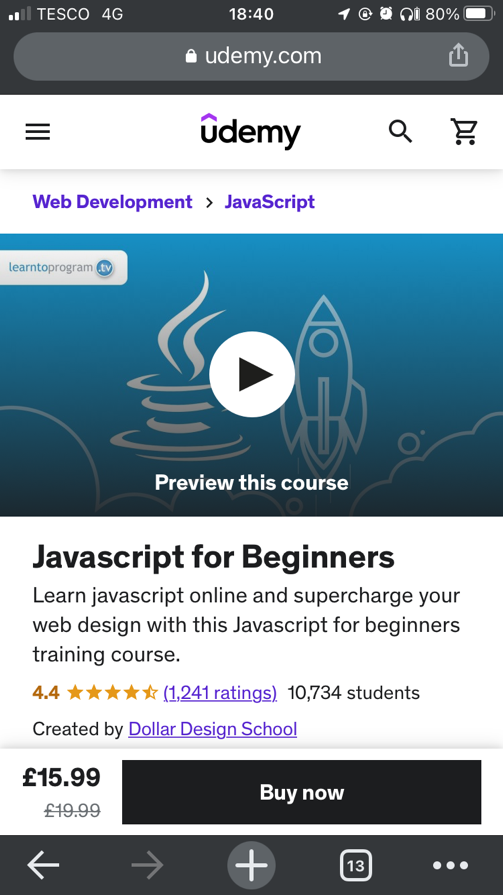 TESCO 4G 18:40 80%
udemy.com
udemy
Web Development > JavaScript
learntoprogram .tv
Preview this course
Javascript for Beginners
Learn javascript online and supercharge your
web design with this Javascript for beginners
training course.
4.4 (1,241 ratings) 10,734 students
Created by Dollar Design School
£15.99
£19.99
Buy now
13